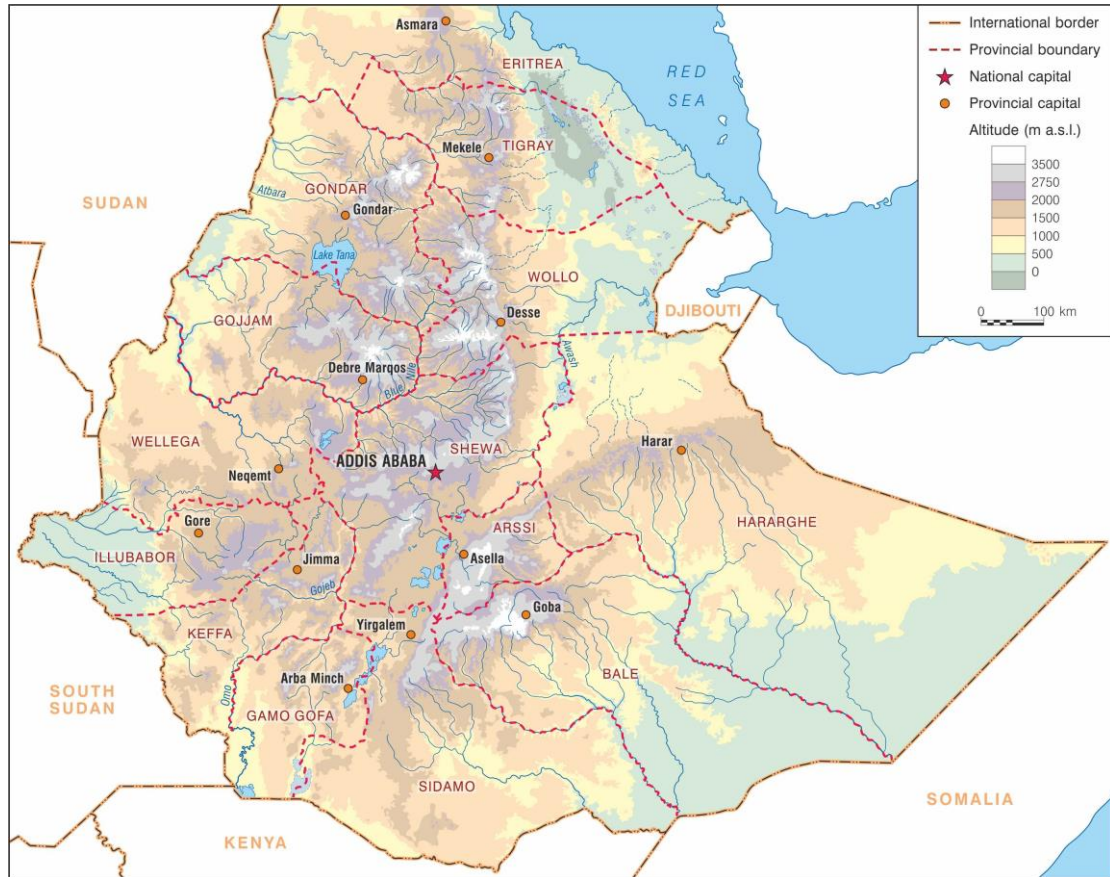 Asmara
ERITREA
RED
SEA
Mekele
TIGRAY
GONDAR
Atbara
SUDAN
Gondar
Lake Tana
WOLLO
GOJJAM
Desse
DJIBOUTI
Debre Marqos
Blue Nile
Awash
WELLEGA
SHEWA
ADDIS ABABA
Harar
Neqemt
Gore
ARSSI
HARARGHE
ILLUBABOR
Jimma
Asella
Gojeb
Goba
KEFFA
Yirgalem
BALE
SOUTH
SUDAN
Omo
Arba Minch
GAMO GOFA
SIDAMO
SOMALIA
KENYA
International border
Provincial boundary
National capital
Provincial capital
Altitude (m a.s.l.)
3500
2750
2000
1500
1000
500
0
0 100 km